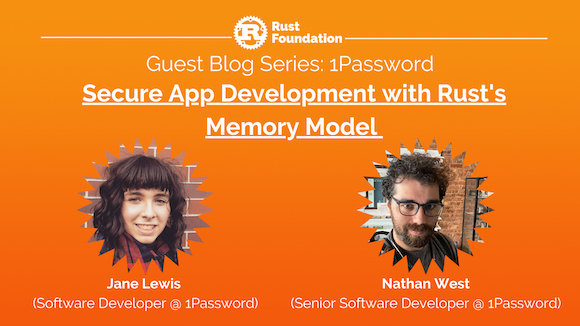 Rust
Foundation
Guest Blog Series: 1Password
Secure App Development with Rust's
Memory Model
Jane Lewis
(Software Developer @ 1Password)
Nathan West
(Senior Software Developer @ 1Password)